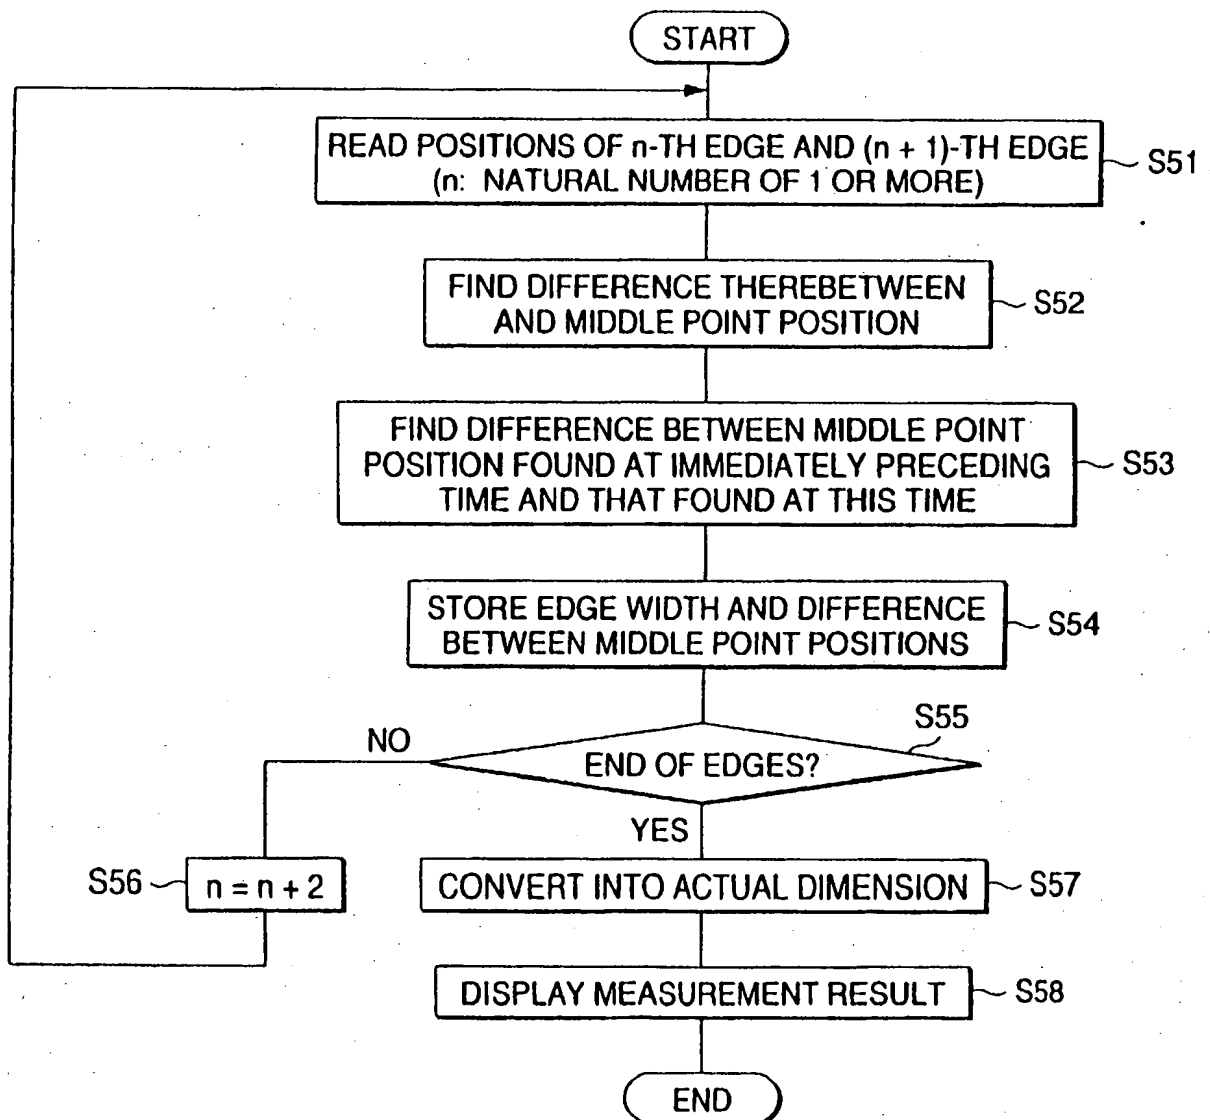 START
READ POSITIONS OF n-TH EDGE AND (n + 1)-TH EDGE
(n: NATURAL NUMBER OF 1 OR MORE)
S51
FIND DIFFERENCE THEREBETWEEN
AND MIDDLE POINT POSITION
S52
FIND DIFFERENCE BETWEEN MIDDLE POINT
POSITION FOUND AT IMMEDIATELY PRECEDING
TIME AND THAT FOUND AT THIS TIME
S53
STORE EDGE WIDTH AND DIFFERENCE
BETWEEN MIDDLE POINT POSITIONS
S54
S55
NO
END OF EDGES?
YES
S56
n = n + 2
CONVERT INTO ACTUAL DIMENSION
S57
DISPLAY MEASUREMENT RESULT
S58
END